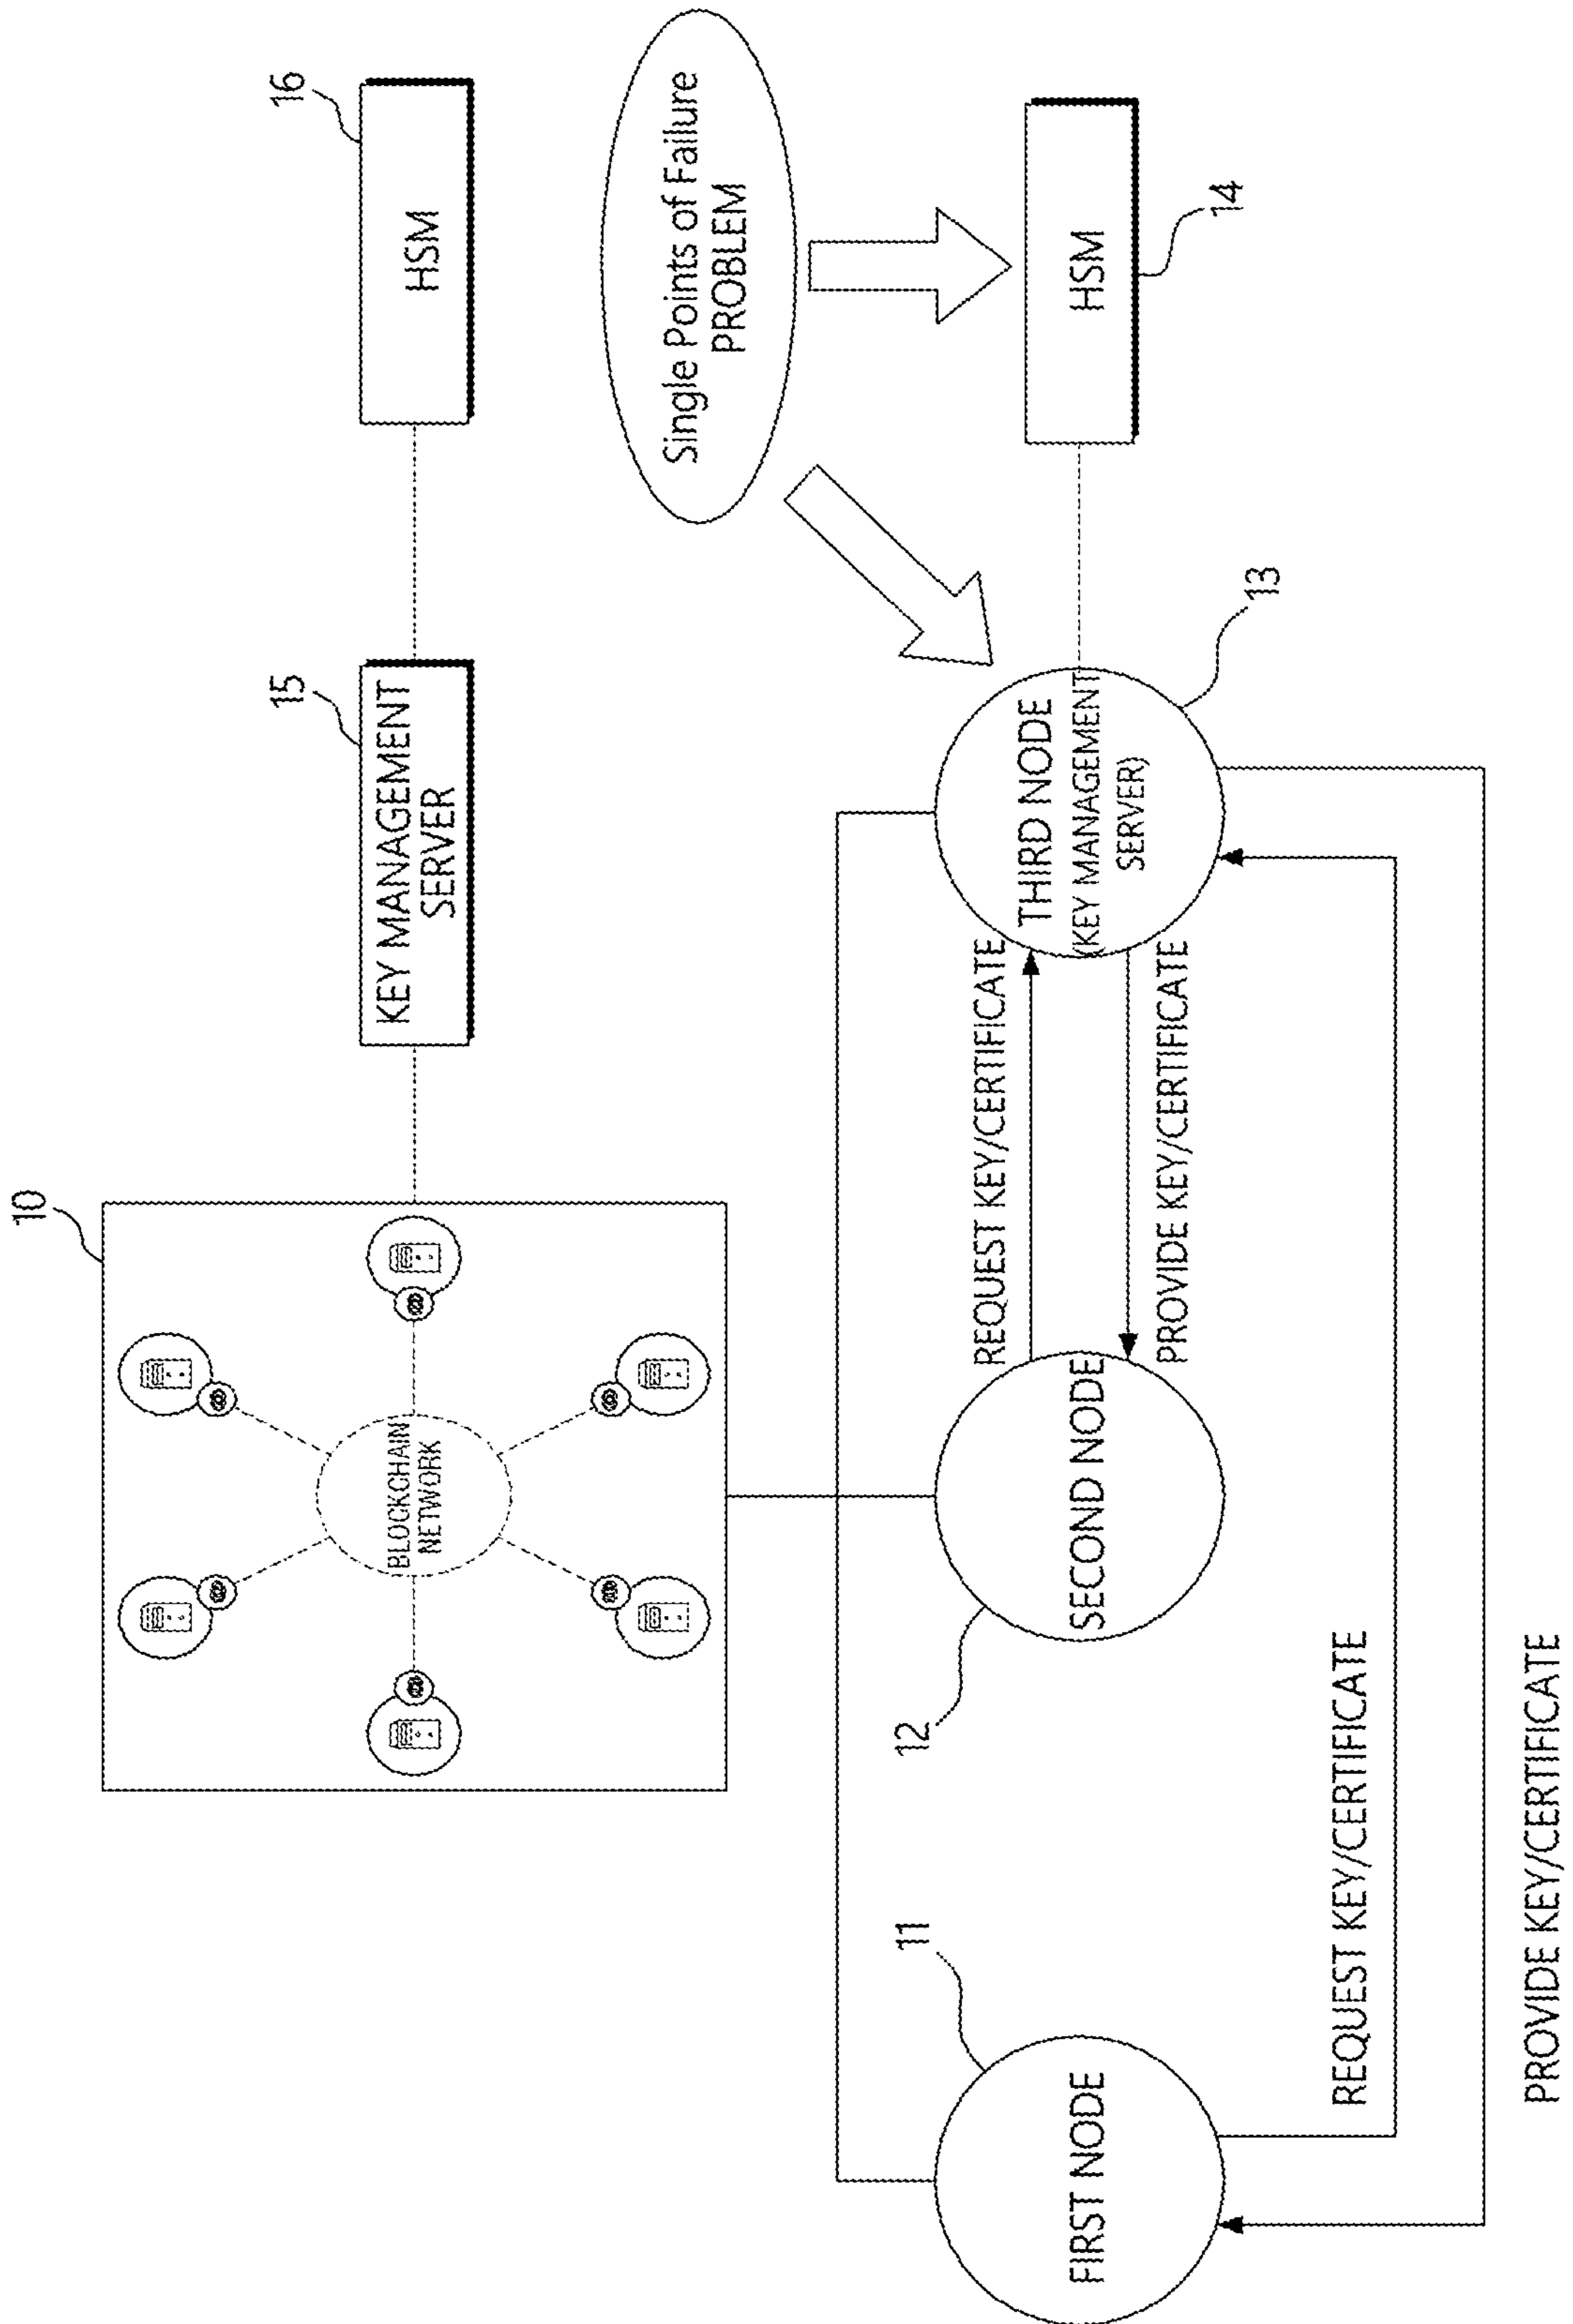 10
BLOCKCHAIN
NETWORK
15
KEY MANAGEMENT
SERVER
16
HSM
Single Points of Failure
PROBLEM
11
FIRST NODE
12
SECOND NODE
REQUEST KEY/CERTIFICATE
PROVIDE KEY/CERTIFICATE
THIRD NODE
(KEY MANAGEMENT
SERVER)
13
HSM
14
REQUEST KEY/CERTIFICATE
PROVIDE KEY/CERTIFICATE